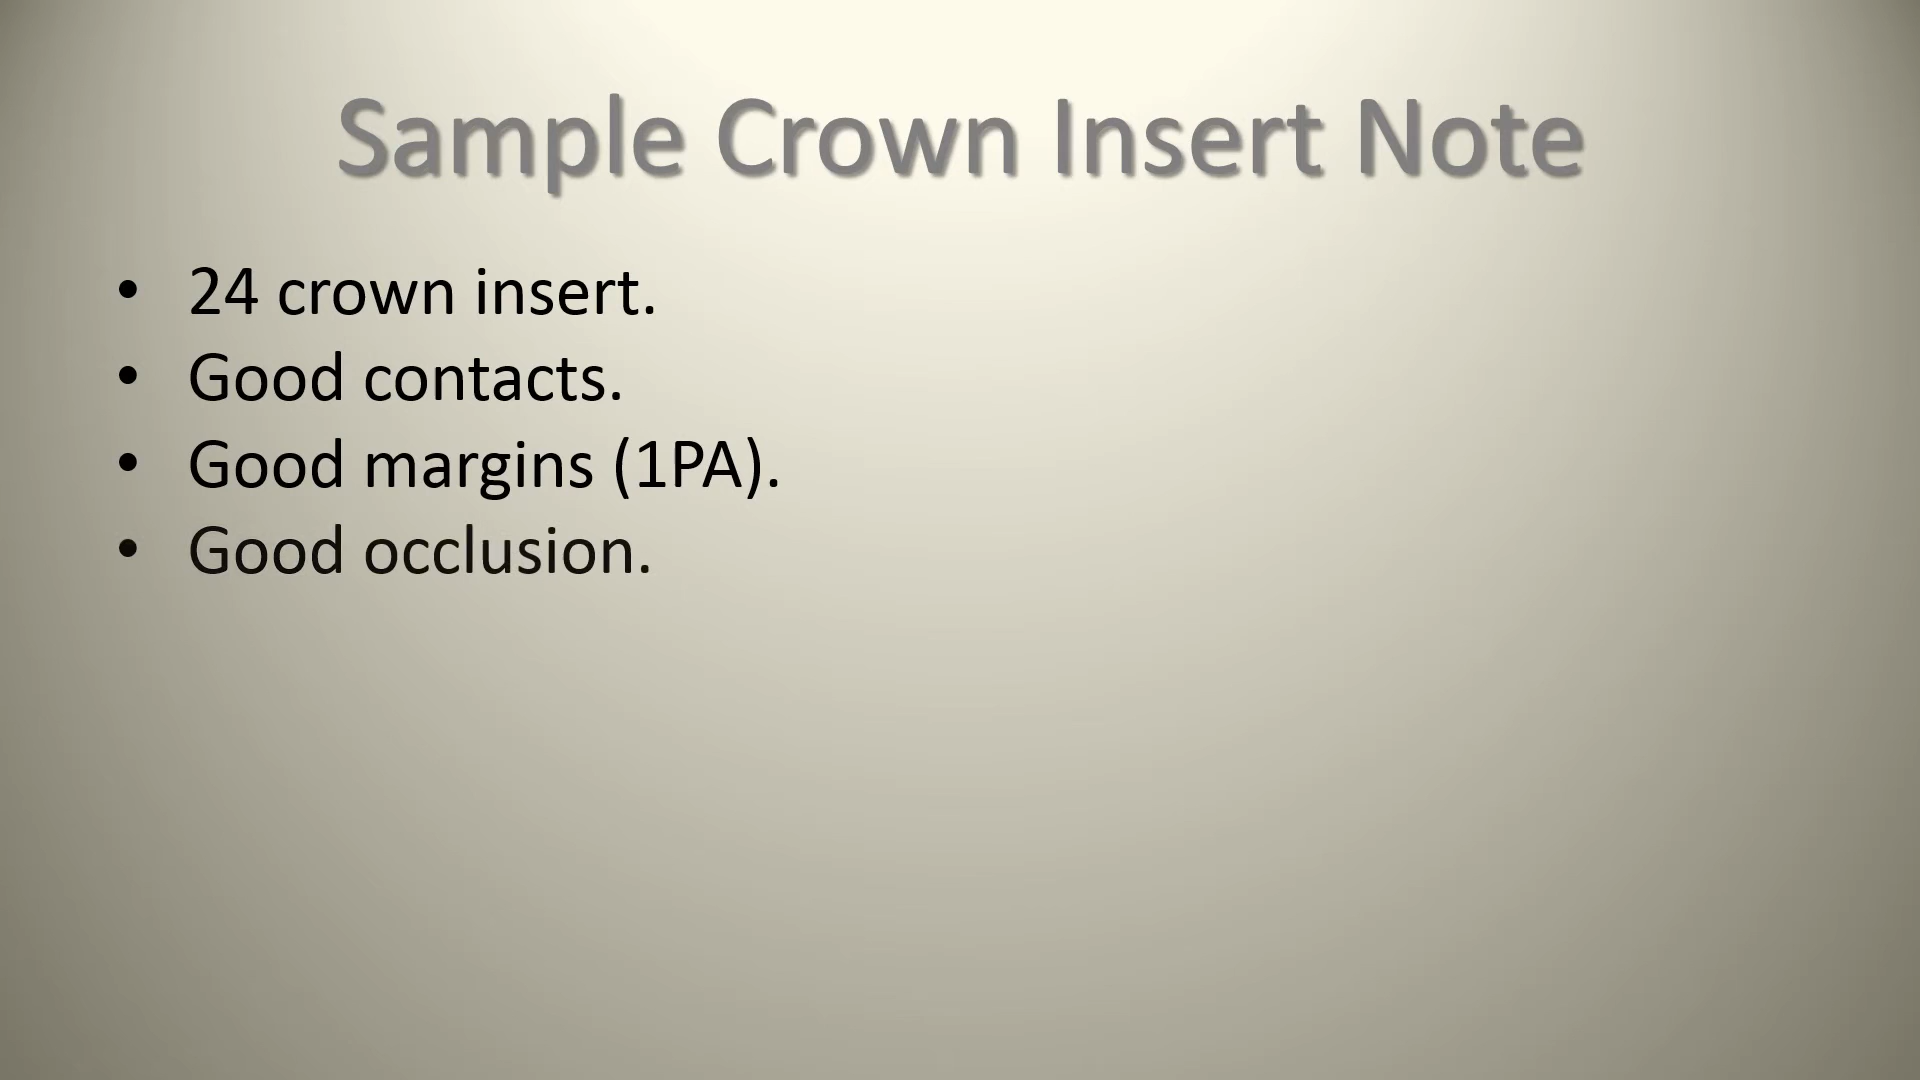 Sample Crown Insert Note
• 24 crown insert.
• Good contacts.
• Good margins (1PA).
• Good occlusion.